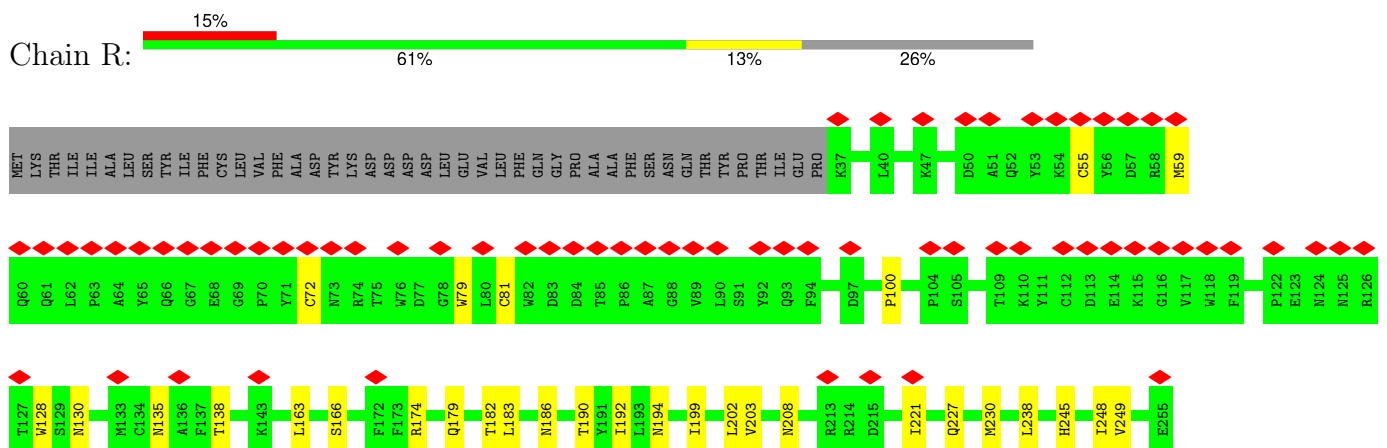 15%
Chain R:
61% 13% 26%
MET LYS THR ILE ILE ALA LEU SER TYR ILE PHE CYS LEU VAL PHE ALA ASP TYR LYS ASP ASP ASP ASP LEU GLU VAL LEU PHE GLN GLY PRO ALA ALA PHE SER ASN GLN THR TYR PRO THR ILE GLU PRO K37 L40 K47 D50 A51 Q52 Y53 K54 C55 Y56 D57 R58 M59
Q60 Q61 L62 P63 A64 Y65 Q66 G67 E68 G69 P70 Y71 C72 N73 R74 T75 W76 D77 G78 W79 L80 C81 W82 D83 D84 T85 P86 A87 G88 V89 L90 S91 Y92 Q93 F94 D97 P100 P104 S105 T109 K110 Y111 C112 D113 E114 K115 G116 V117 W118 F119 P122 E123 N124 N125 R126
T127 W128 S129 N130 M133 C134 N135 A136 F137 T138 K143 L163 S166 F172 F173 R174 Q179 T182 L183 N186 T190 Y191 I192 L193 N194 I199 L202 V203 N208 R213 R214 D215 I221 Q227 M230 L238 H245 I248 V249 E255